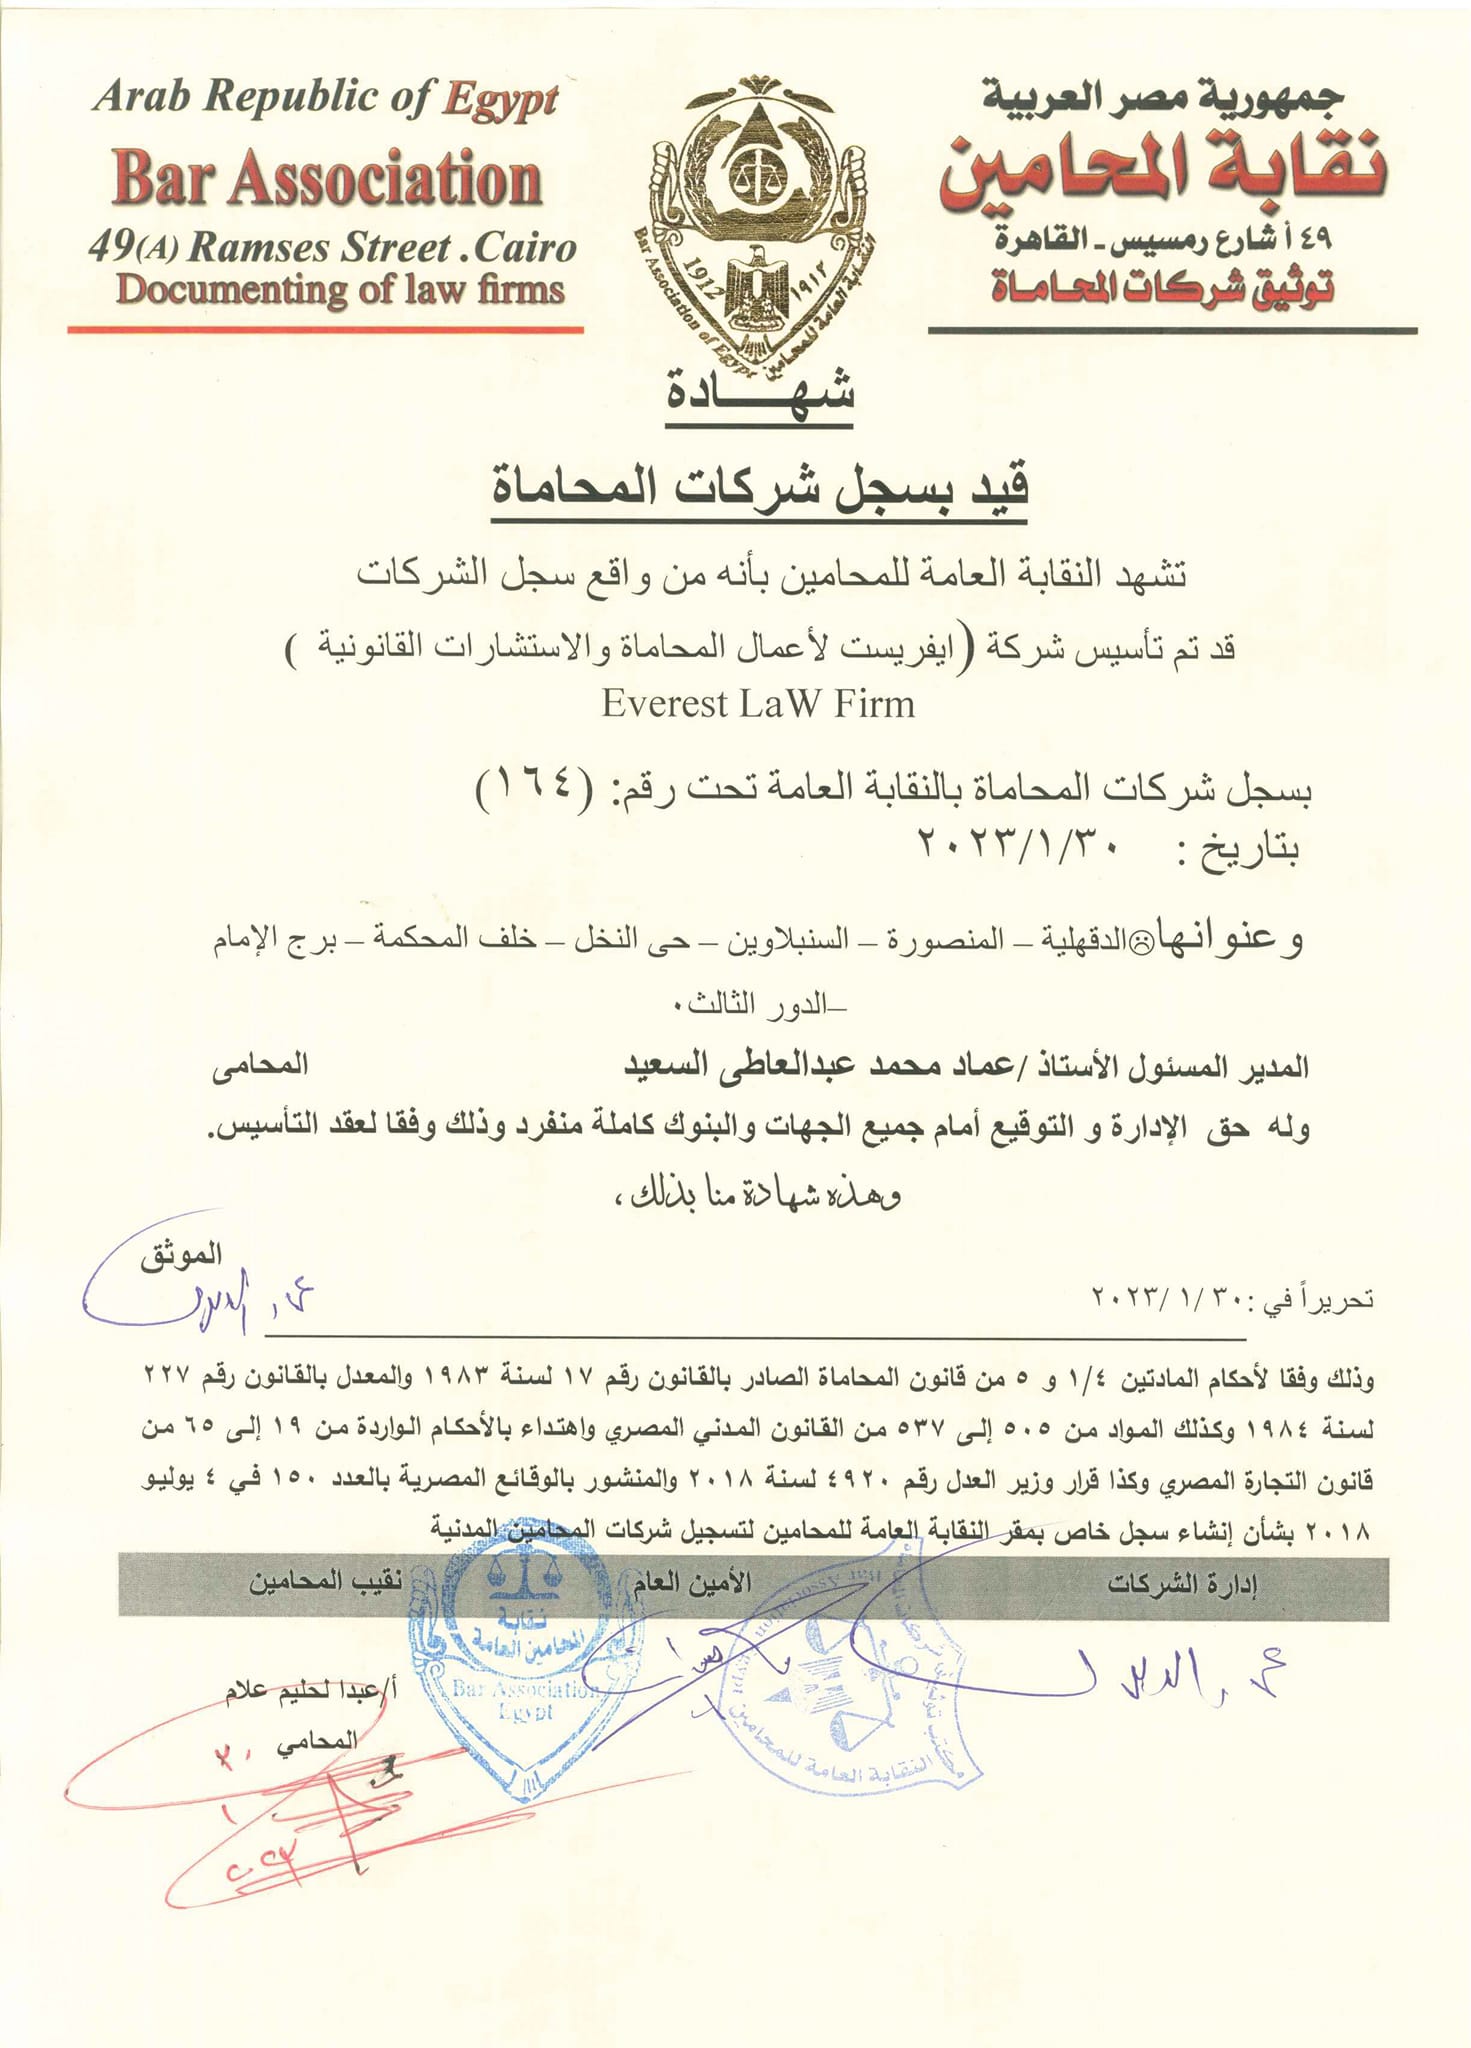 Arab Republic of Egypt
Bar Association
49(A) Ramses Street .Cairo
Documenting of law firms
جمهورية مصر العربية
نقابة المحامين
٤٩ أ شارع رمسيس - القاهرة
توثيق شركات المحاماة
1912 ١٩١٢
Bar Association of Egypt النقابة العامة للمحامين
شهـــادة
قيد بسجل شركات المحاماة
تشهد النقابة العامة للمحامين بأنه من واقع سجل الشركات
قد تم تأسيس شركة (ايفريست لأعمال المحاماة والاستشارات القانونية )
Everest LaW Firm
بسجل شركات المحاماة بالنقابة العامة تحت رقم: (١٦٤)
بتاريخ : ٢٠٢٣/١/٣٠
وعنوانها☹الدقهلية – المنصورة – السنبلاوين – حى النخل – خلف المحكمة – برج الإمام
–الدور الثالث٠
المدير المسئول الأستاذ /عماد محمد عبدالعاطى السعيد المحامى
وله حق الإدارة و التوقيع أمام جميع الجهات والبنوك كاملة منفرد وذلك وفقا لعقد التأسيس.
وهذه شهادة منا بذلك ،
الموثق
تحريراً في :٣٠ /١ /٢٠٢٣
وذلك وفقا لأحكام المادتين ١/٤ و ٥ من قانون المحاماة الصادر بالقانون رقم ١٧ لسنة ١٩٨٣ والمعدل بالقانون رقم ٢٢٧
لسنة ١٩٨٤ وكذلك المواد من ٥٠٥ إلى ٥٣٧ من القانون المدني المصري واهتداء بالأحكام الواردة من ١٩ إلى ٦٥ من
قانون التجارة المصري وكذا قرار وزير العدل رقم ٤٩٢٠ لسنة ٢٠١٨ والمنشور بالوقائع المصرية بالعدد ١٥٠ في ٤ يوليو
٢٠١٨ بشأن إنشاء سجل خاص بمقر النقابة العامة للمحامين لتسجيل شركات المحامين المدنية
إدارة الشركات الأمين العام نقيب المحامين
نقابة
المحامين العامة
Bar Association
Egypt
النقابة العامة للمحامين
أ/عبدا لحليم علام
المحامي
٣٠
١
٢٠٢٣